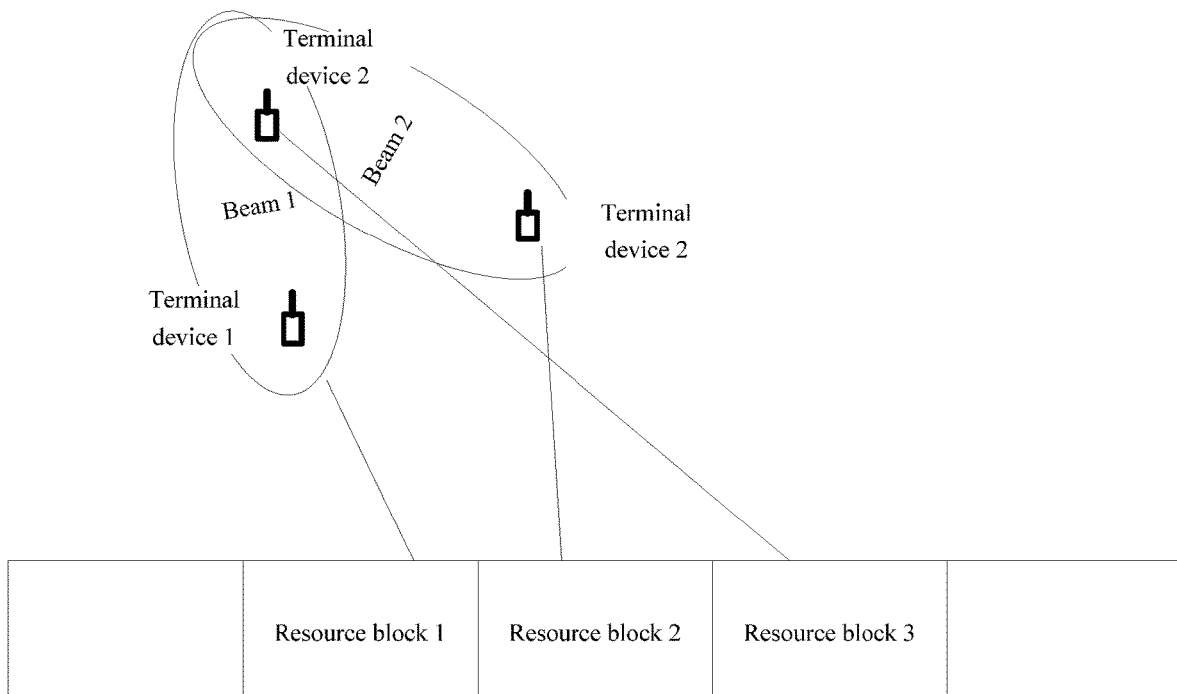 Terminal
device 2
Beam 2
Beam 1
Terminal
device 2
Terminal
device 1
Resource block 1
Resource block 2
Resource block 3